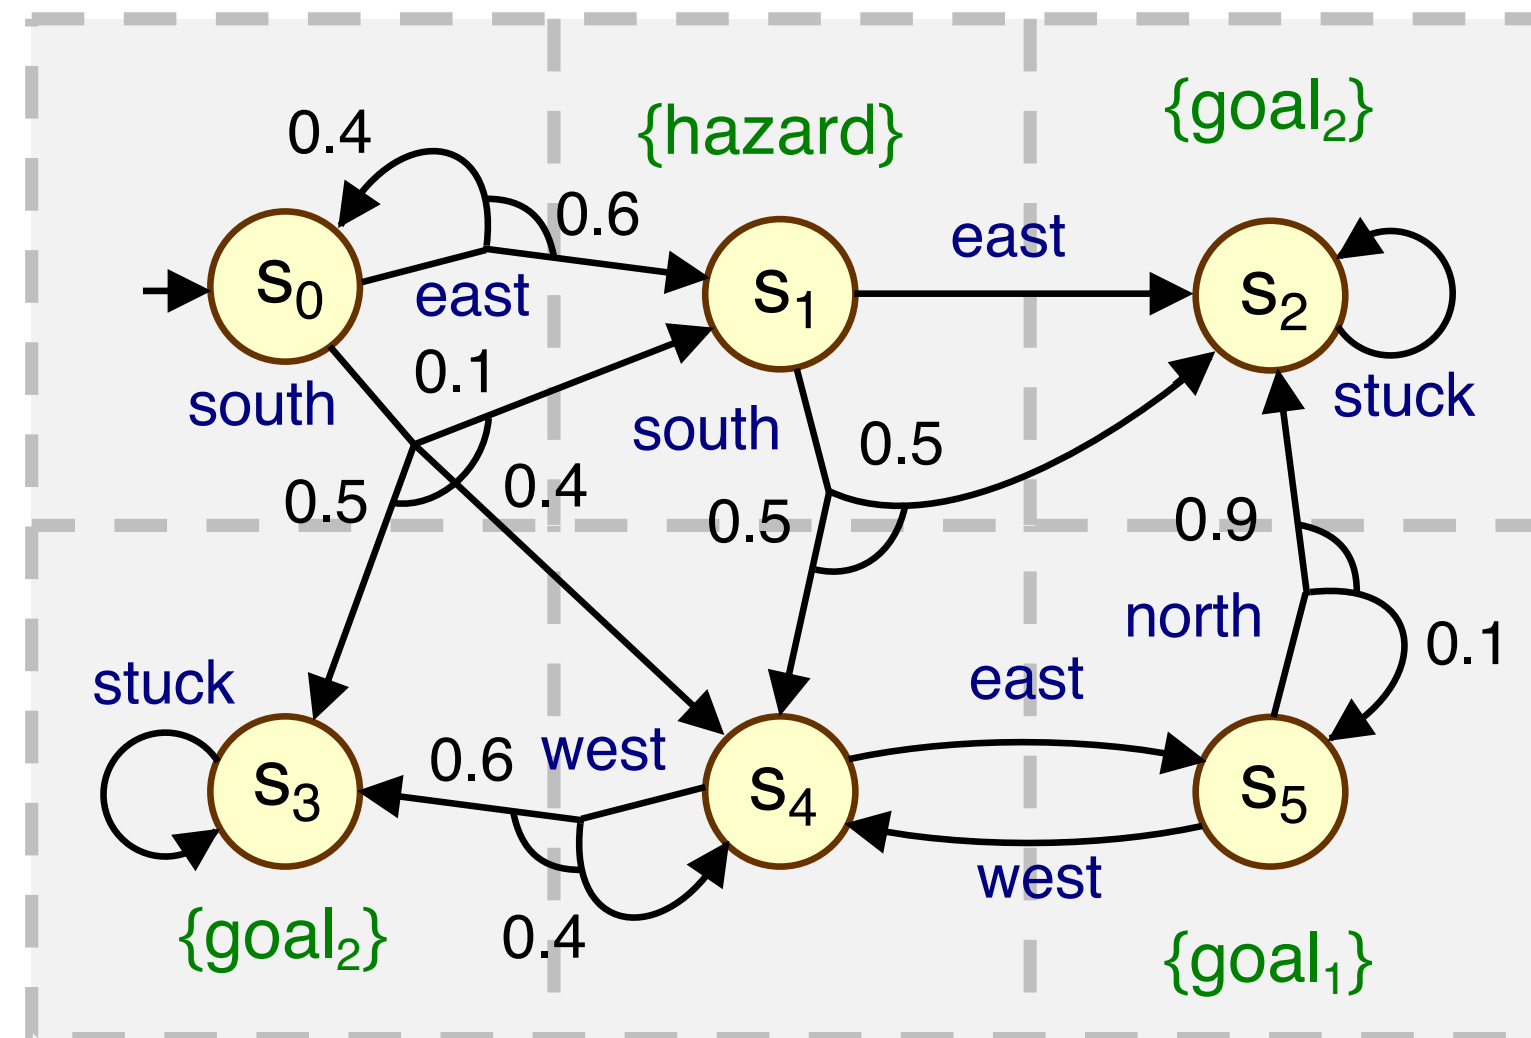 {goal₂}
{hazard}
0.4
0.6
east
s₀
s₁
s₂
east
0.1
south
south
stuck
0.5
0.4
0.5
0.5
0.9
north
0.1
stuck
east
west
0.6
s₃
s₄
s₅
west
0.4
{goal₂}
{goal₁}